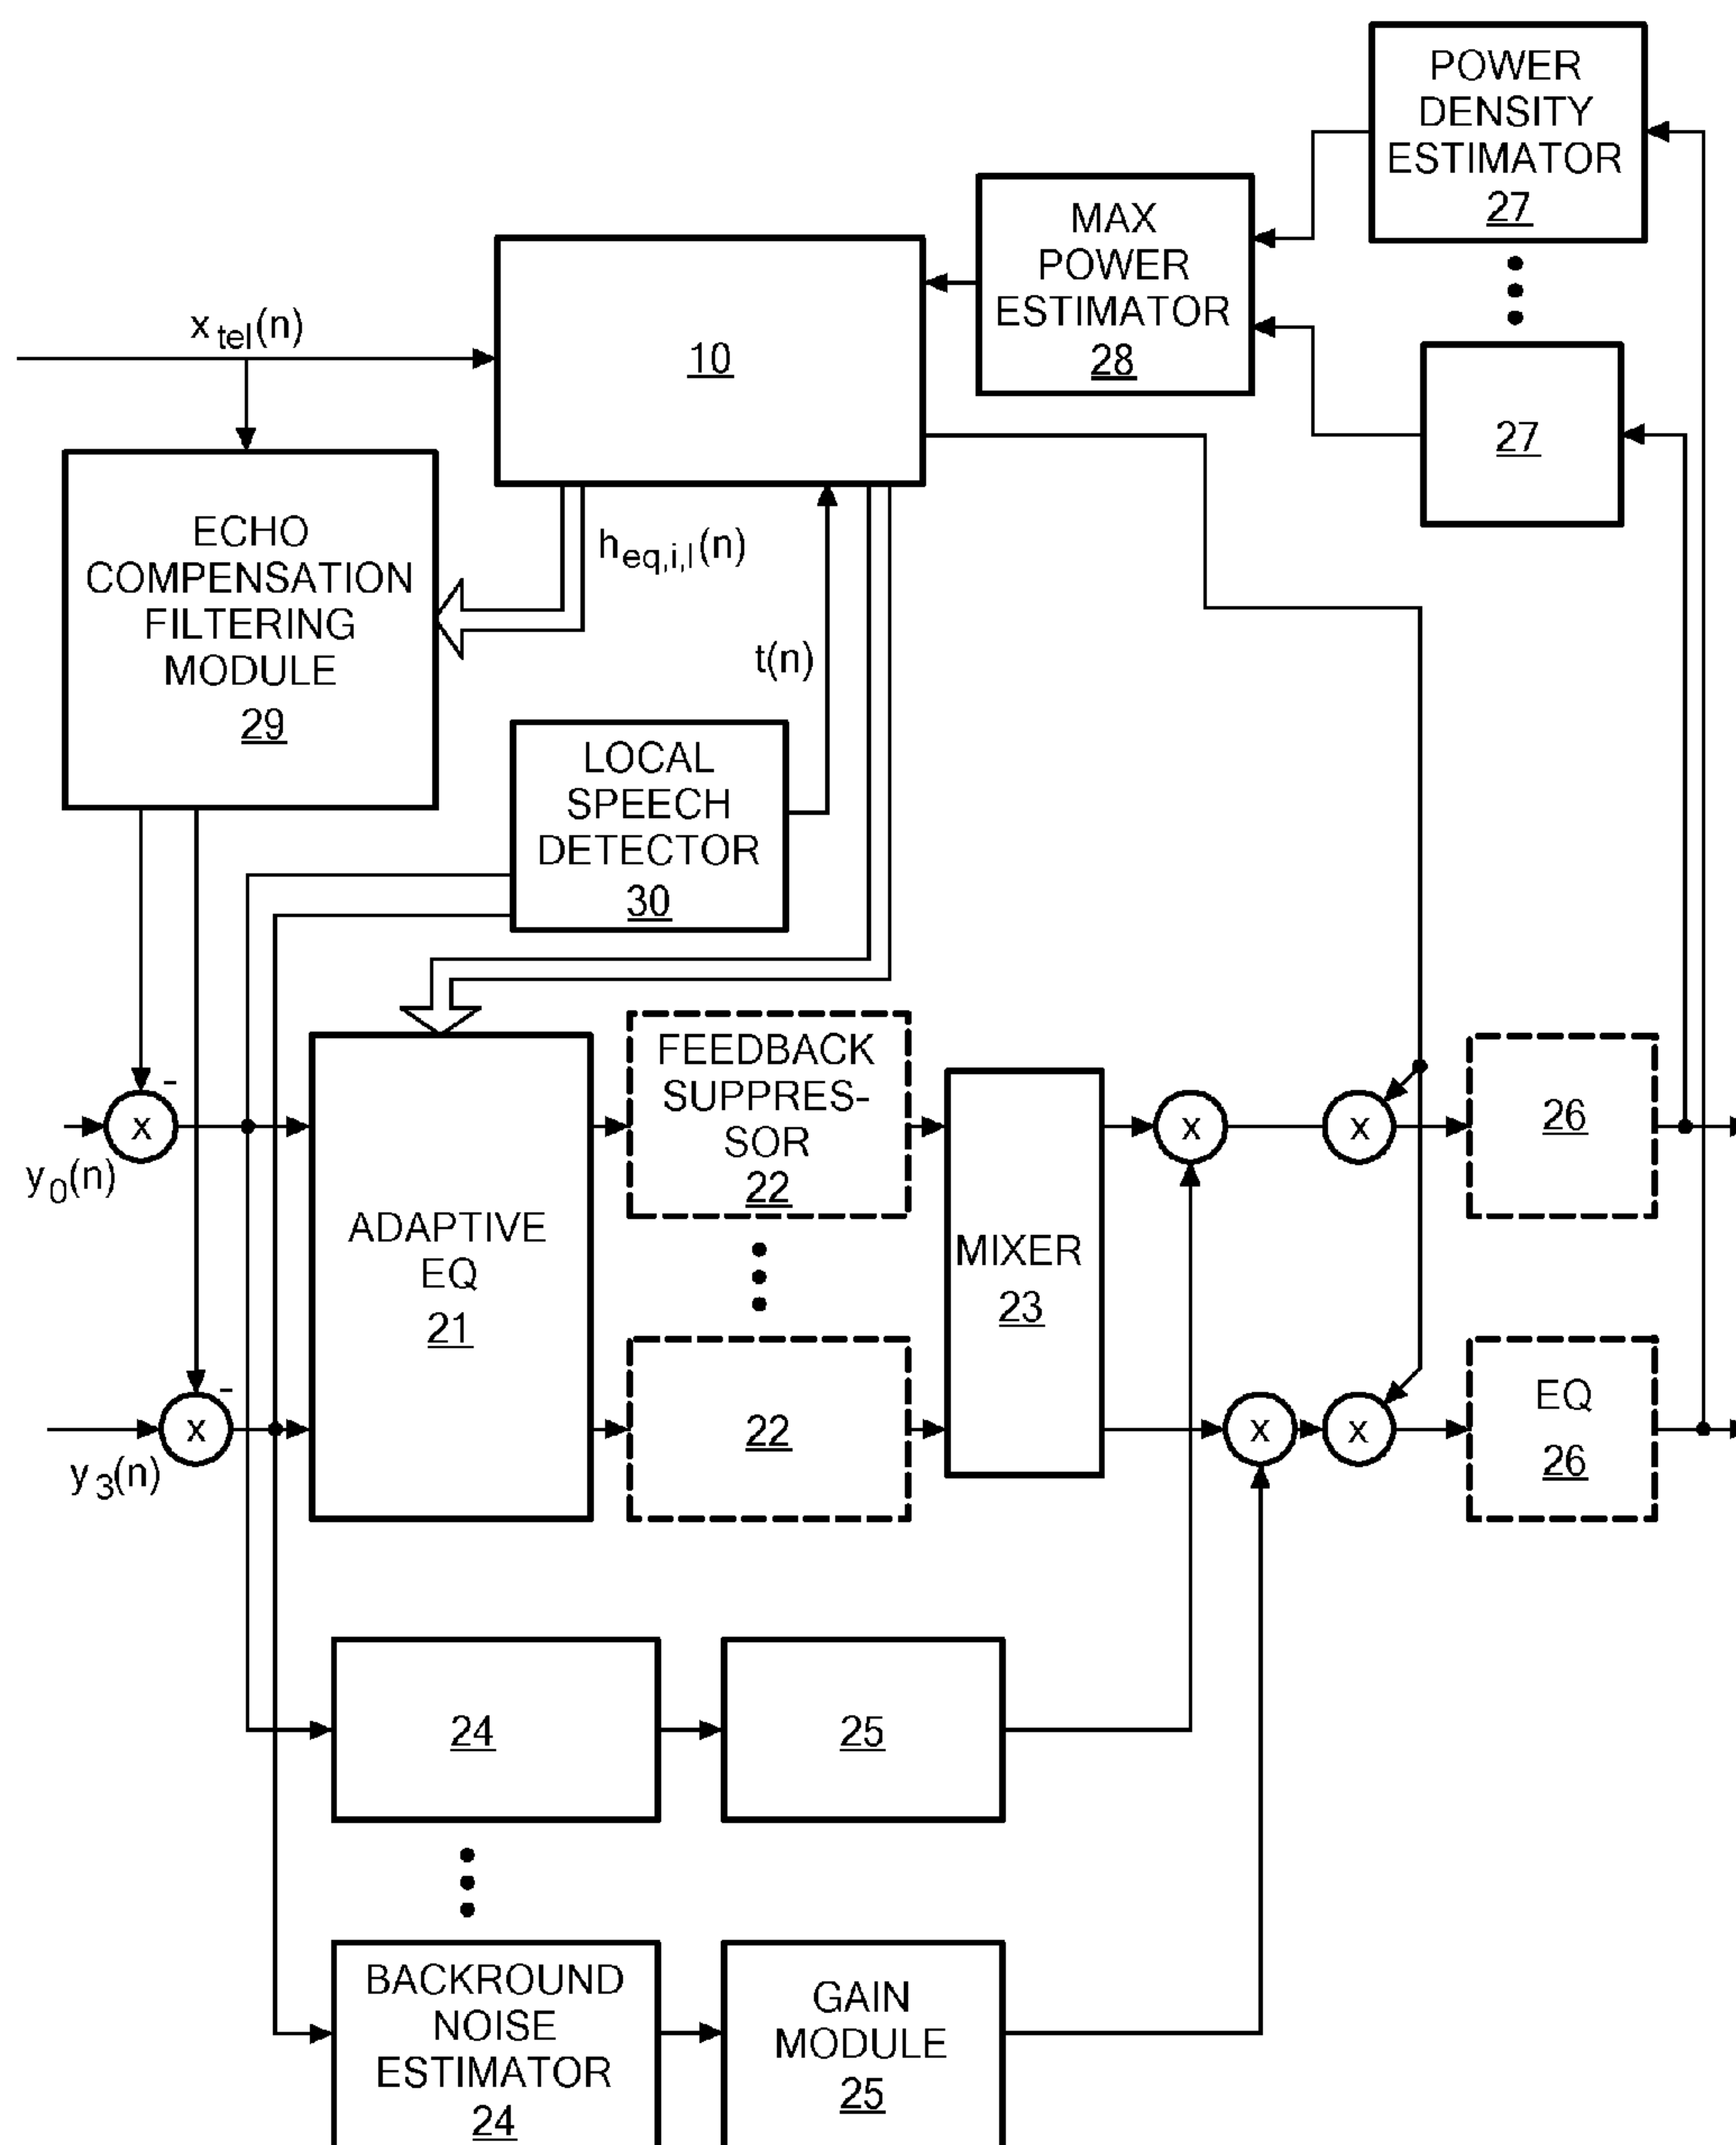 POWER
DENSITY
ESTIMATOR
27
MAX
POWER
ESTIMATOR
28
10
x tel(n)
27
ECHO
COMPENSATION
FILTERING
MODULE
29
heq,i,l(n)
t(n)
LOCAL
SPEECH
DETECTOR
30
-
x
y0(n)
ADAPTIVE
EQ
21
FEEDBACK
SUPPRES-
SOR
22
MIXER
23
x
x
26
-
x
y3(n)
22
x
x
EQ
26
24
25
BACKROUND
NOISE
ESTIMATOR
24
GAIN
MODULE
25